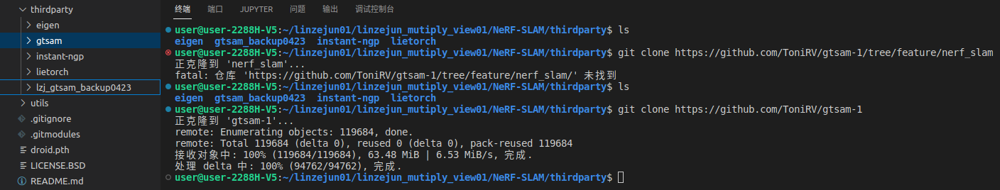 thirdparty
eigen
gtsam
instant-ngp
lietorch
lzj_gtsam_backup0423
utils
.gitignore
.gitmodules
droid.pth
LICENSE.BSD
README.md
终端 端口 JUPYTER 问题 输出 调试控制台
user@user-2288H-V5:~/linzejun01/linzejun_mutiply_view01/NeRF-SLAM/thirdparty$ ls
eigen gtsam_backup0423 instant-ngp lietorch
user@user-2288H-V5:~/linzejun01/linzejun_mutiply_view01/NeRF-SLAM/thirdparty$ git clone https://github.com/ToniRV/gtsam-1/tree/feature/nerf_slam
正克隆到 'nerf_slam'...
fatal: 仓库 'https://github.com/ToniRV/gtsam-1/tree/feature/nerf_slam/' 未找到
user@user-2288H-V5:~/linzejun01/linzejun_mutiply_view01/NeRF-SLAM/thirdparty$ ls
eigen gtsam_backup0423 instant-ngp lietorch
user@user-2288H-V5:~/linzejun01/linzejun_mutiply_view01/NeRF-SLAM/thirdparty$ git clone https://github.com/ToniRV/gtsam-1
正克隆到 'gtsam-1'...
remote: Enumerating objects: 119684, done.
remote: Total 119684 (delta 0), reused 0 (delta 0), pack-reused 119684
接收对象中: 100% (119684/119684), 63.48 MiB | 6.53 MiB/s, 完成.
处理 delta 中: 100% (94762/94762), 完成.
user@user-2288H-V5:~/linzejun01/linzejun_mutiply_view01/NeRF-SLAM/thirdparty$